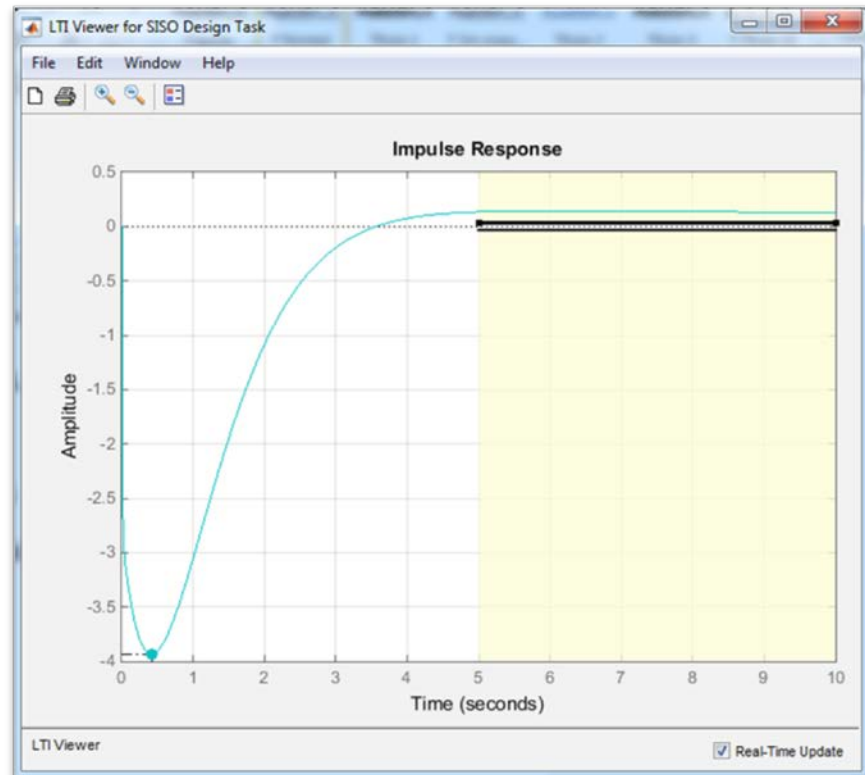 LTI Viewer for SISO Design Task
File Edit Window Help
Impulse Response
Amplitude
0.5
0
-0.5
-1
-1.5
-2
-2.5
-3
-3.5
-4
0 1 2 3 4 5 6 7 8 9 10
Time (seconds)
LTI Viewer
Real-Time Update